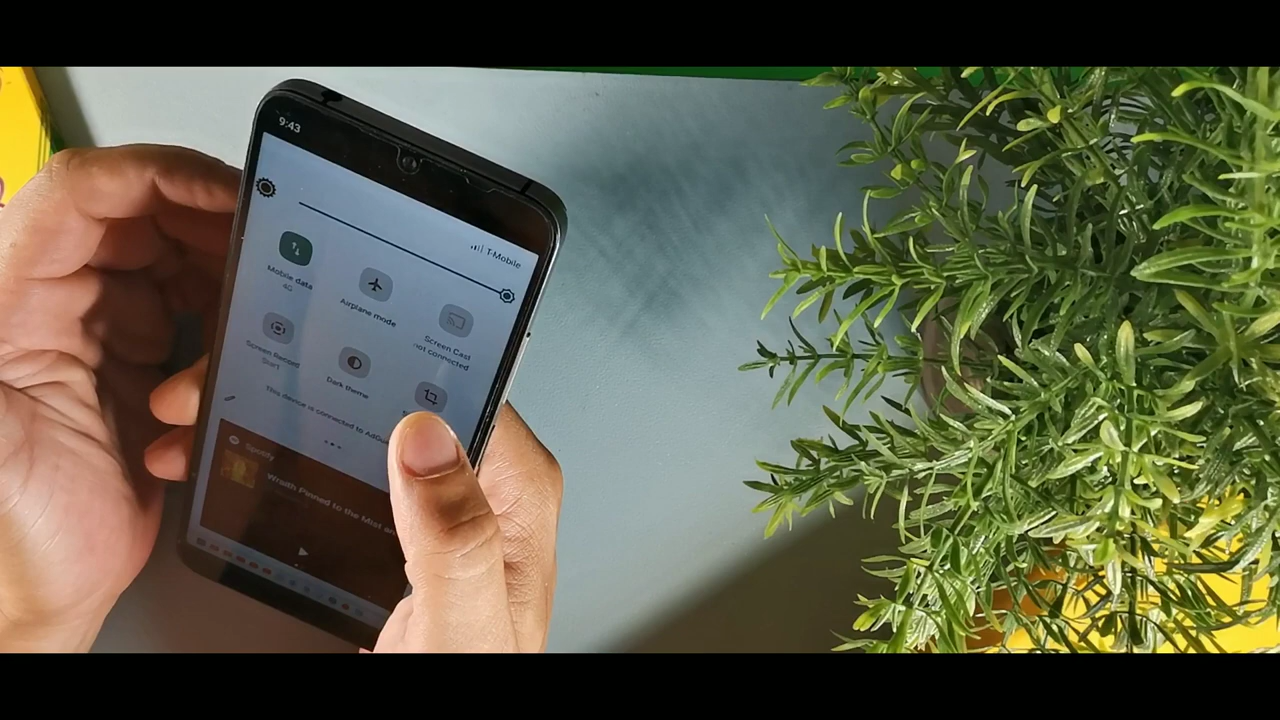 9:43
T-Mobile
Mobile data
4G
Airplane mode
Screen Cast
not connected
Screen Record
Start
Dark theme
This device is connected to
Spotify
Wraith Pinned to the Mist